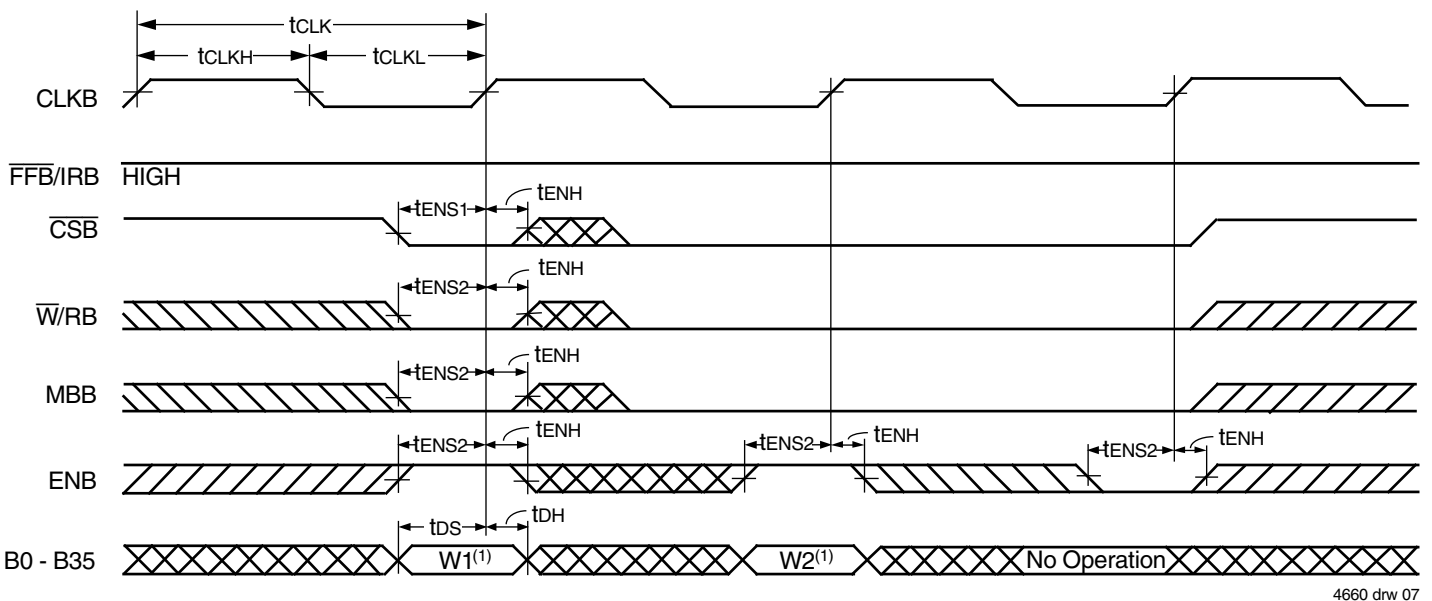 tCLK
tCLKH tCLKL
CLKB
FFB/IRB HIGH
tENS1 tENH
CSB
tENS2 tENH
W/RB
tENS2 tENH
MBB
tENS2 tENH tENS2 tENH tENS2 tENH
ENB
tDS tDH
B0 - B35 W1(1) W2(1) No Operation
4660 drw 07